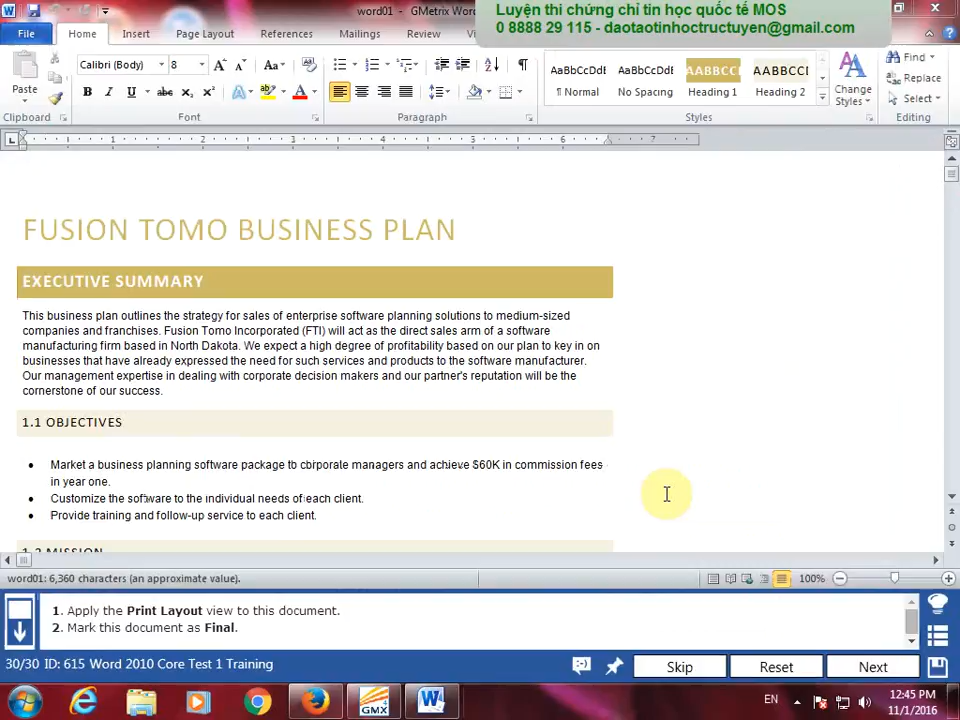 word01 - GMetrix Word
Luyện thi chứng chỉ tin học quốc tế MOS
0 8888 29 115 - daotaotinhoctructuyen@gmail.com
File Home Insert Page Layout References Mailings Review
Calibri (Body) 8
Paste
AaBbCcDdE AaBbCcDdE AABBCCI AABBCCI
¶ Normal No Spacing Heading 1 Heading 2 Change Styles
Find
Replace
Select
Clipboard Font Paragraph Styles Editing
1 2 3 4 5 6 7
FUSION TOMO BUSINESS PLAN
EXECUTIVE SUMMARY
This business plan outlines the strategy for sales of enterprise software planning solutions to medium-sized
companies and franchises. Fusion Tomo Incorporated (FTI) will act as the direct sales arm of a software
manufacturing firm based in North Dakota. We expect a high degree of profitability based on our plan to key in on
businesses that have already expressed the need for such services and products to the software manufacturer.
Our management expertise in dealing with corporate decision makers and our partner's reputation will be the
cornerstone of our success.
1.1 OBJECTIVES
• Market a business planning software package to corporate managers and achieve $60K in commission fees
in year one.
• Customize the software to the individual needs of each client.
• Provide training and follow-up service to each client.
1.2 MISSION
word01: 6,360 characters (an approximate value).
100%
1. Apply the Print Layout view to this document.
2. Mark this document as Final.
30/30 ID: 615 Word 2010 Core Test 1 Training
Skip Reset Next
GMX
EN
12:45 PM
11/1/2016